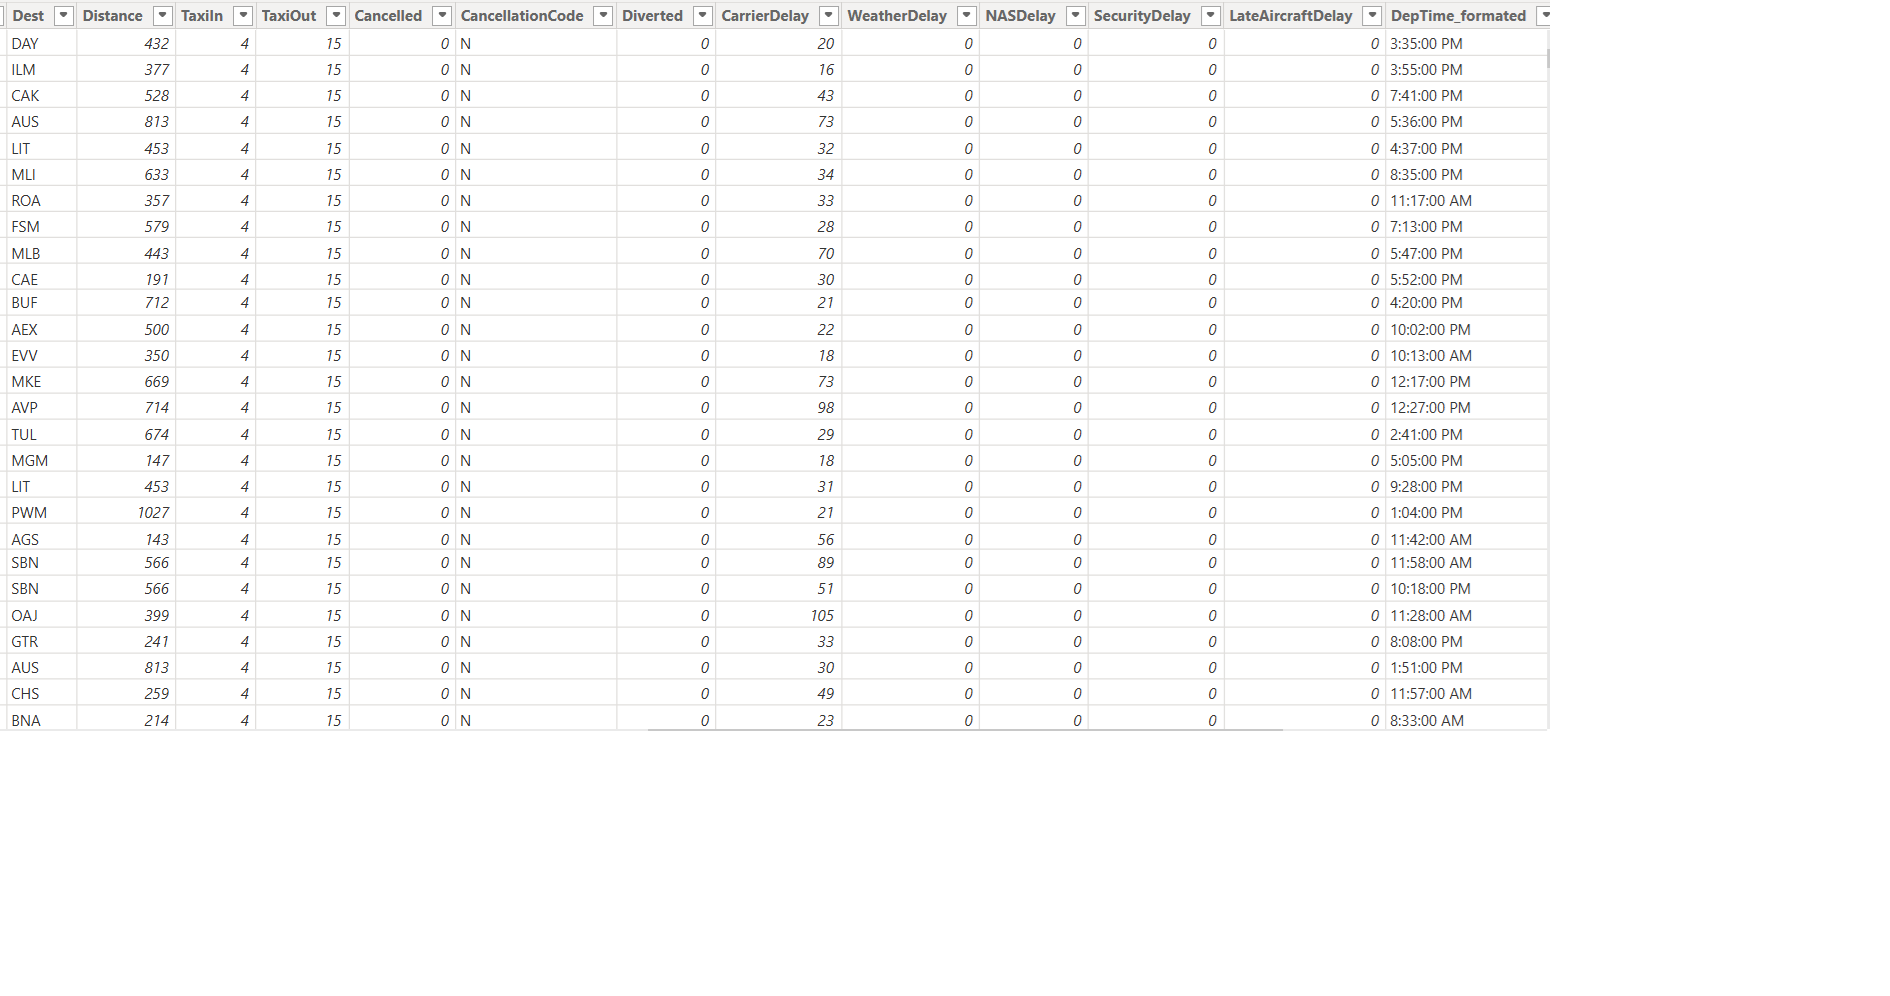 Dest Distance TaxiIn TaxiOut Cancelled CancellationCode Diverted CarrierDelay WeatherDelay NASDelay SecurityDelay LateAircraftDelay DepTime_formated
DAY 432 4 15 0 N 0 20 0 0 0 0 3:35:00 PM
ILM 377 4 15 0 N 0 16 0 0 0 0 3:55:00 PM
CAK 528 4 15 0 N 0 43 0 0 0 0 7:41:00 PM
AUS 813 4 15 0 N 0 73 0 0 0 0 5:36:00 PM
LIT 453 4 15 0 N 0 32 0 0 0 0 4:37:00 PM
MLI 633 4 15 0 N 0 34 0 0 0 0 8:35:00 PM
ROA 357 4 15 0 N 0 33 0 0 0 0 11:17:00 AM
FSM 579 4 15 0 N 0 28 0 0 0 0 7:13:00 PM
MLB 443 4 15 0 N 0 70 0 0 0 0 5:47:00 PM
CAE 191 4 15 0 N 0 30 0 0 0 0 5:52:00 PM
BUF 712 4 15 0 N 0 21 0 0 0 0 4:20:00 PM
AEX 500 4 15 0 N 0 22 0 0 0 0 10:02:00 PM
EVV 350 4 15 0 N 0 18 0 0 0 0 10:13:00 AM
MKE 669 4 15 0 N 0 73 0 0 0 0 12:17:00 PM
AVP 714 4 15 0 N 0 98 0 0 0 0 12:27:00 PM
TUL 674 4 15 0 N 0 29 0 0 0 0 2:41:00 PM
MGM 147 4 15 0 N 0 18 0 0 0 0 5:05:00 PM
LIT 453 4 15 0 N 0 31 0 0 0 0 9:28:00 PM
PWM 1027 4 15 0 N 0 21 0 0 0 0 1:04:00 PM
AGS 143 4 15 0 N 0 56 0 0 0 0 11:42:00 AM
SBN 566 4 15 0 N 0 89 0 0 0 0 11:58:00 AM
SBN 566 4 15 0 N 0 51 0 0 0 0 10:18:00 PM
OAJ 399 4 15 0 N 0 105 0 0 0 0 11:28:00 AM
GTR 241 4 15 0 N 0 33 0 0 0 0 8:08:00 PM
AUS 813 4 15 0 N 0 30 0 0 0 0 1:51:00 PM
CHS 259 4 15 0 N 0 49 0 0 0 0 11:57:00 AM
BNA 214 4 15 0 N 0 23 0 0 0 0 8:33:00 AM